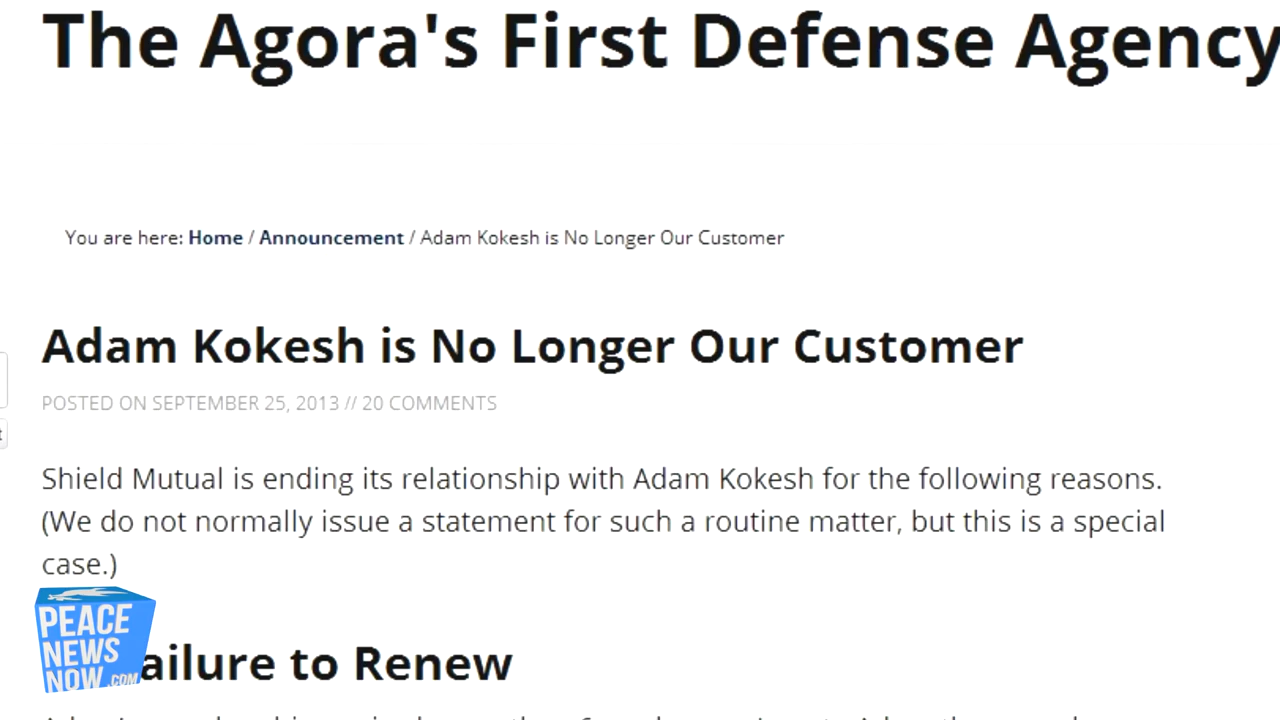 The Agora's First Defense Agency
You are here: Home / Announcement / Adam Kokesh is No Longer Our Customer
Adam Kokesh is No Longer Our Customer
POSTED ON SEPTEMBER 25, 2013 // 20 COMMENTS
Shield Mutual is ending its relationship with Adam Kokesh for the following reasons.
(We do not normally issue a statement for such a routine matter, but this is a special
case.)
PEACE
NEWS
NOW.COM
ailure to Renew